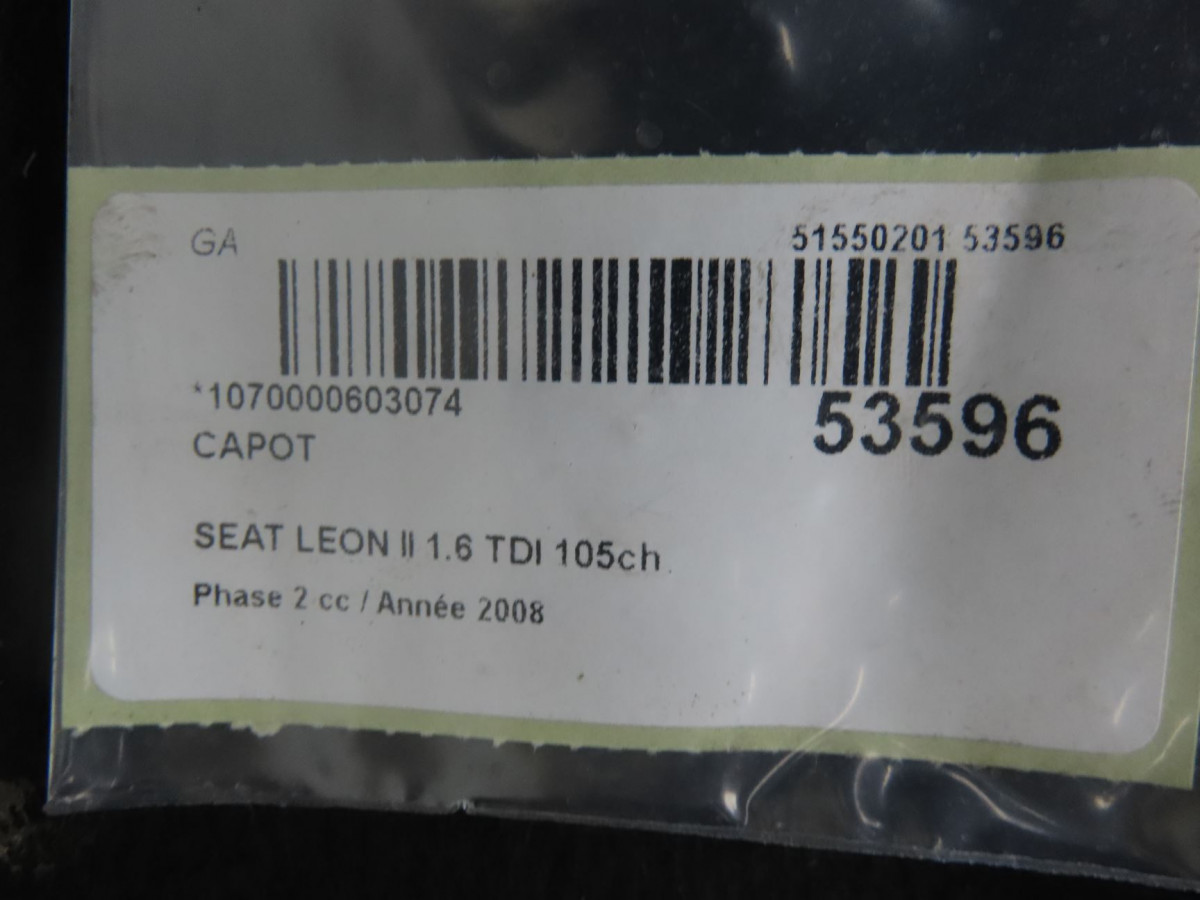 GA 51550201 53596
*1070000603074
53596
CAPOT
SEAT LEON II 1.6 TDI 105ch
Phase 2 cc / Année 2008